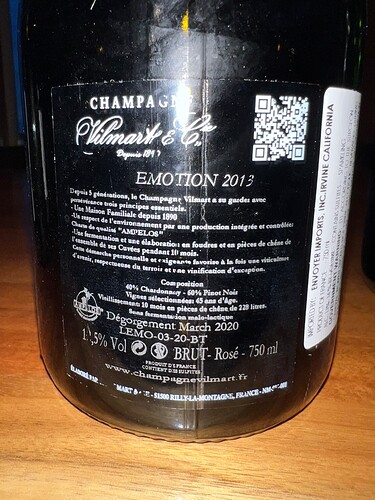 CHAMPAGNE
Vilmart & Cie
Depuis 1890
EMOTION 2013
Depuis 5 générations, le Champagne Vilmart a su garder avec
persévérance trois principes essentiels.
- Une Maison Familiale depuis 1890
- Un respect de l'environnement par une production intégrée et contrôlée
Charte de qualité "AMPELOS"
- Une fermentation et une élaboration en foudres et en pièces de chêne de
l'ensemble de ses Cuvées pendant 10 mois.
Cette démarche personnelle et exigeante favorise à la fois une viticulture
d'avenir, respectueuse du terroir et une vinification d'exception.
Composition
40% Chardonnay - 60% Pinot Noir
Vignes sélectionnées: 45 ans d'âge.
Vieillissement: 10 mois en pièces de chêne de 228 litres.
Sans fermentation malo-lactique
Dégorgement March 2020
LEMO-03-20-BT
5% Vol BRUT- Rosé - 750 ml
PRODUIT DE FRANCE
CONTIENT DES SULFITES
www.champagnevilmart.fr
ÉLABORÉ PAR MART & - 51500 RILLY-LA-MONTAGNE, FRANCE -
ENVOYER IMPORTS, INC. IRVINE CALIFORNIA